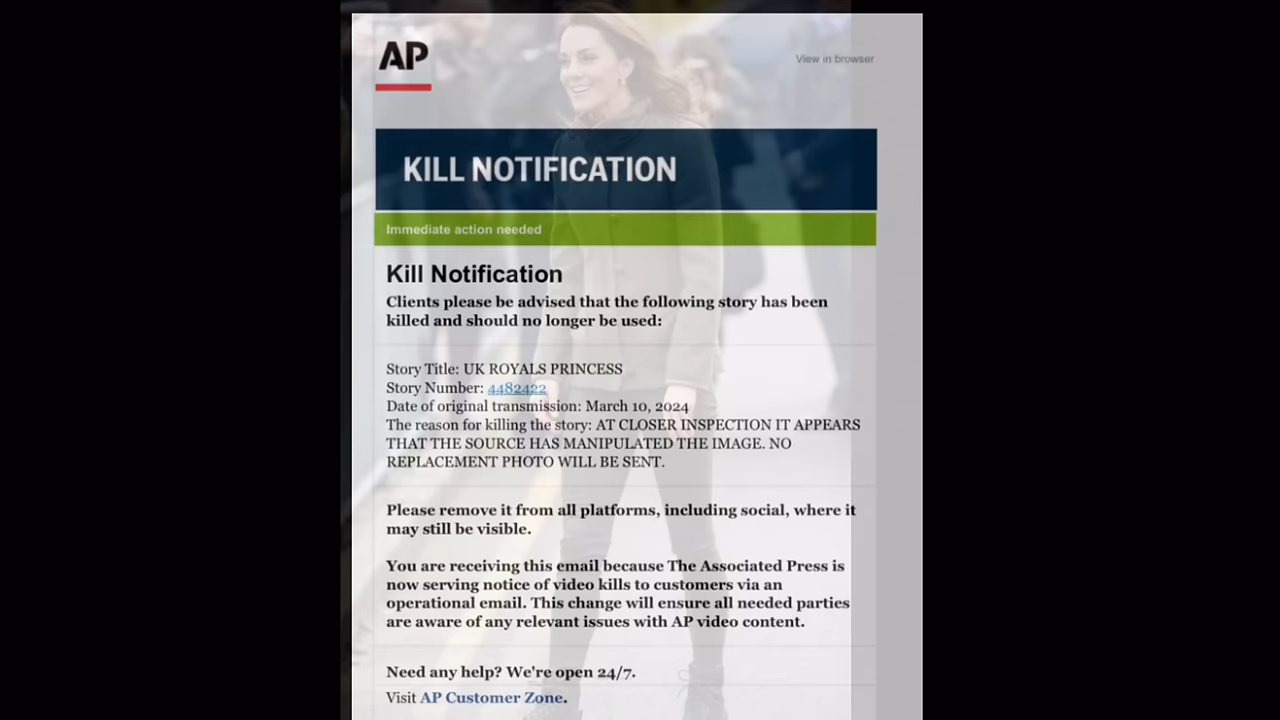 AP
View in browser
KILL NOTIFICATION
Immediate action needed
Kill Notification
Clients please be advised that the following story has been
killed and should no longer be used:
Story Title: UK ROYALS PRINCESS
Story Number: 4482422
Date of original transmission: March 10, 2024
The reason for killing the story: AT CLOSER INSPECTION IT APPEARS
THAT THE SOURCE HAS MANIPULATED THE IMAGE. NO
REPLACEMENT PHOTO WILL BE SENT.
Please remove it from all platforms, including social, where it
may still be visible.
You are receiving this email because The Associated Press is
now serving notice of video kills to customers via an
operational email. This change will ensure all needed parties
are aware of any relevant issues with AP video content.
Need any help? We're open 24/7.
Visit AP Customer Zone.